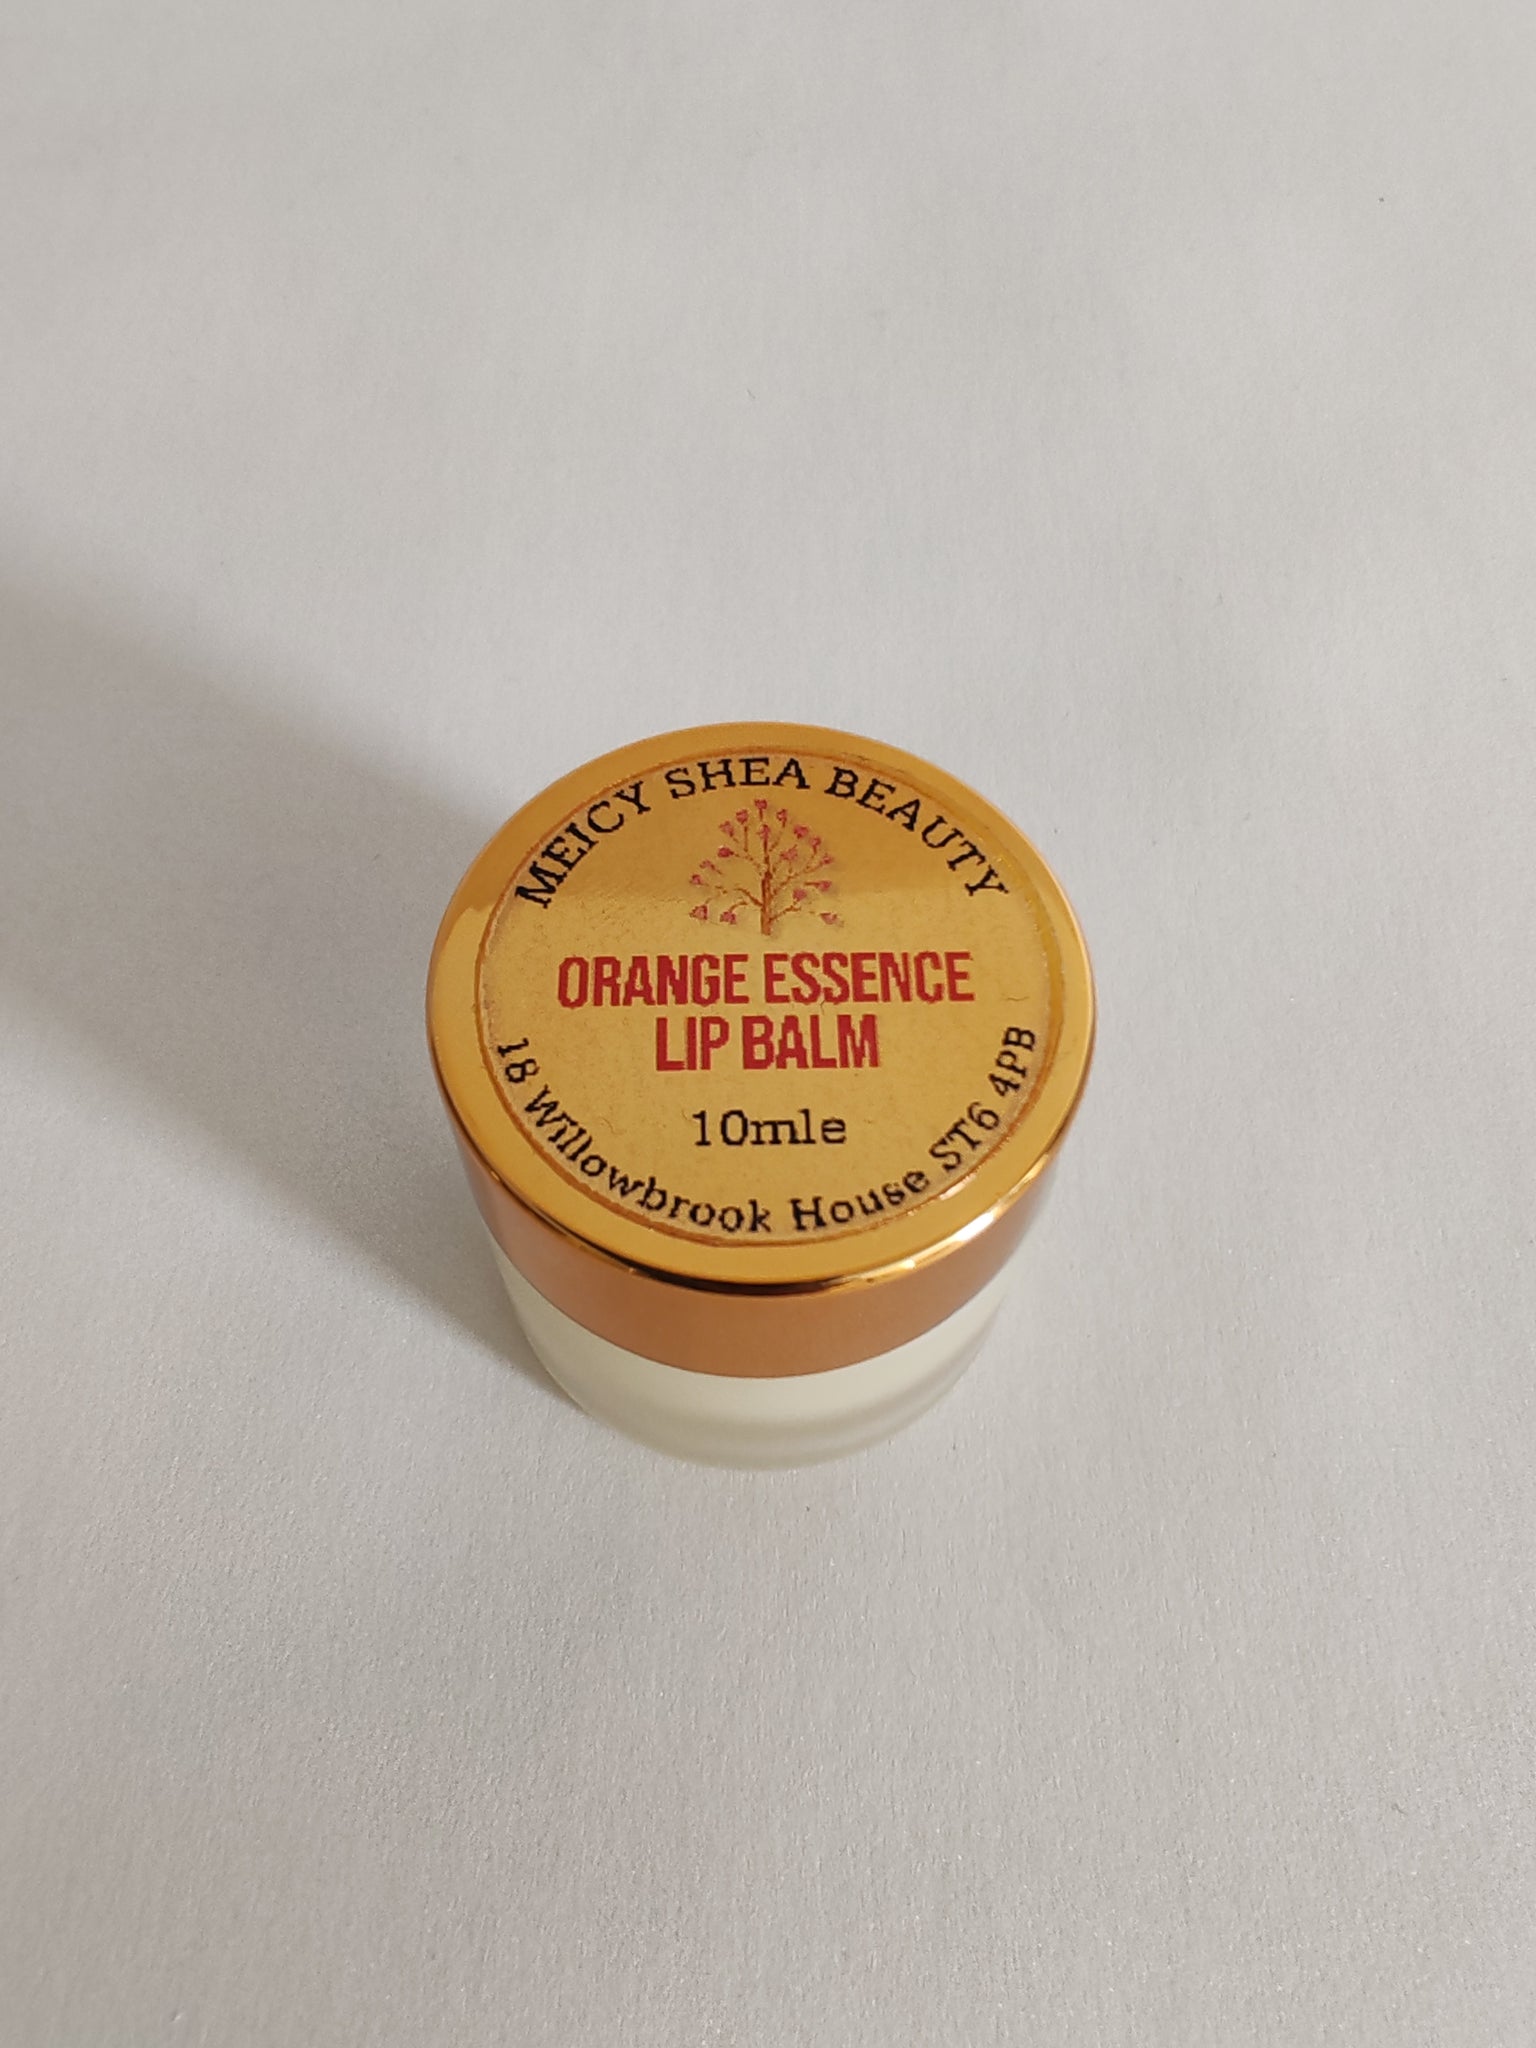 MEICY SHEA BEAUTY
ORANGE ESSENCE
LIP BALM
10mle
18 Willowbrook House ST6 4PB